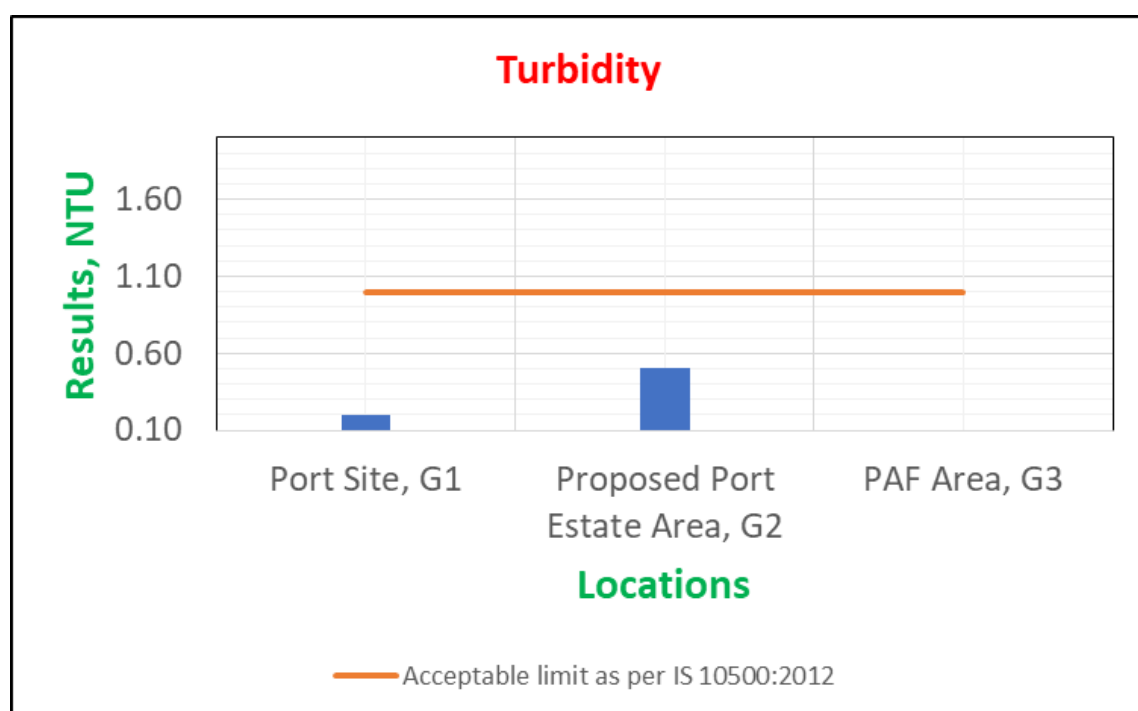 Turbidity
Results, NTU
1.60
1.10
0.60
0.10
Port Site, G1
Proposed Port
Estate Area, G2
PAF Area, G3
Locations
Acceptable limit as per IS 10500:2012